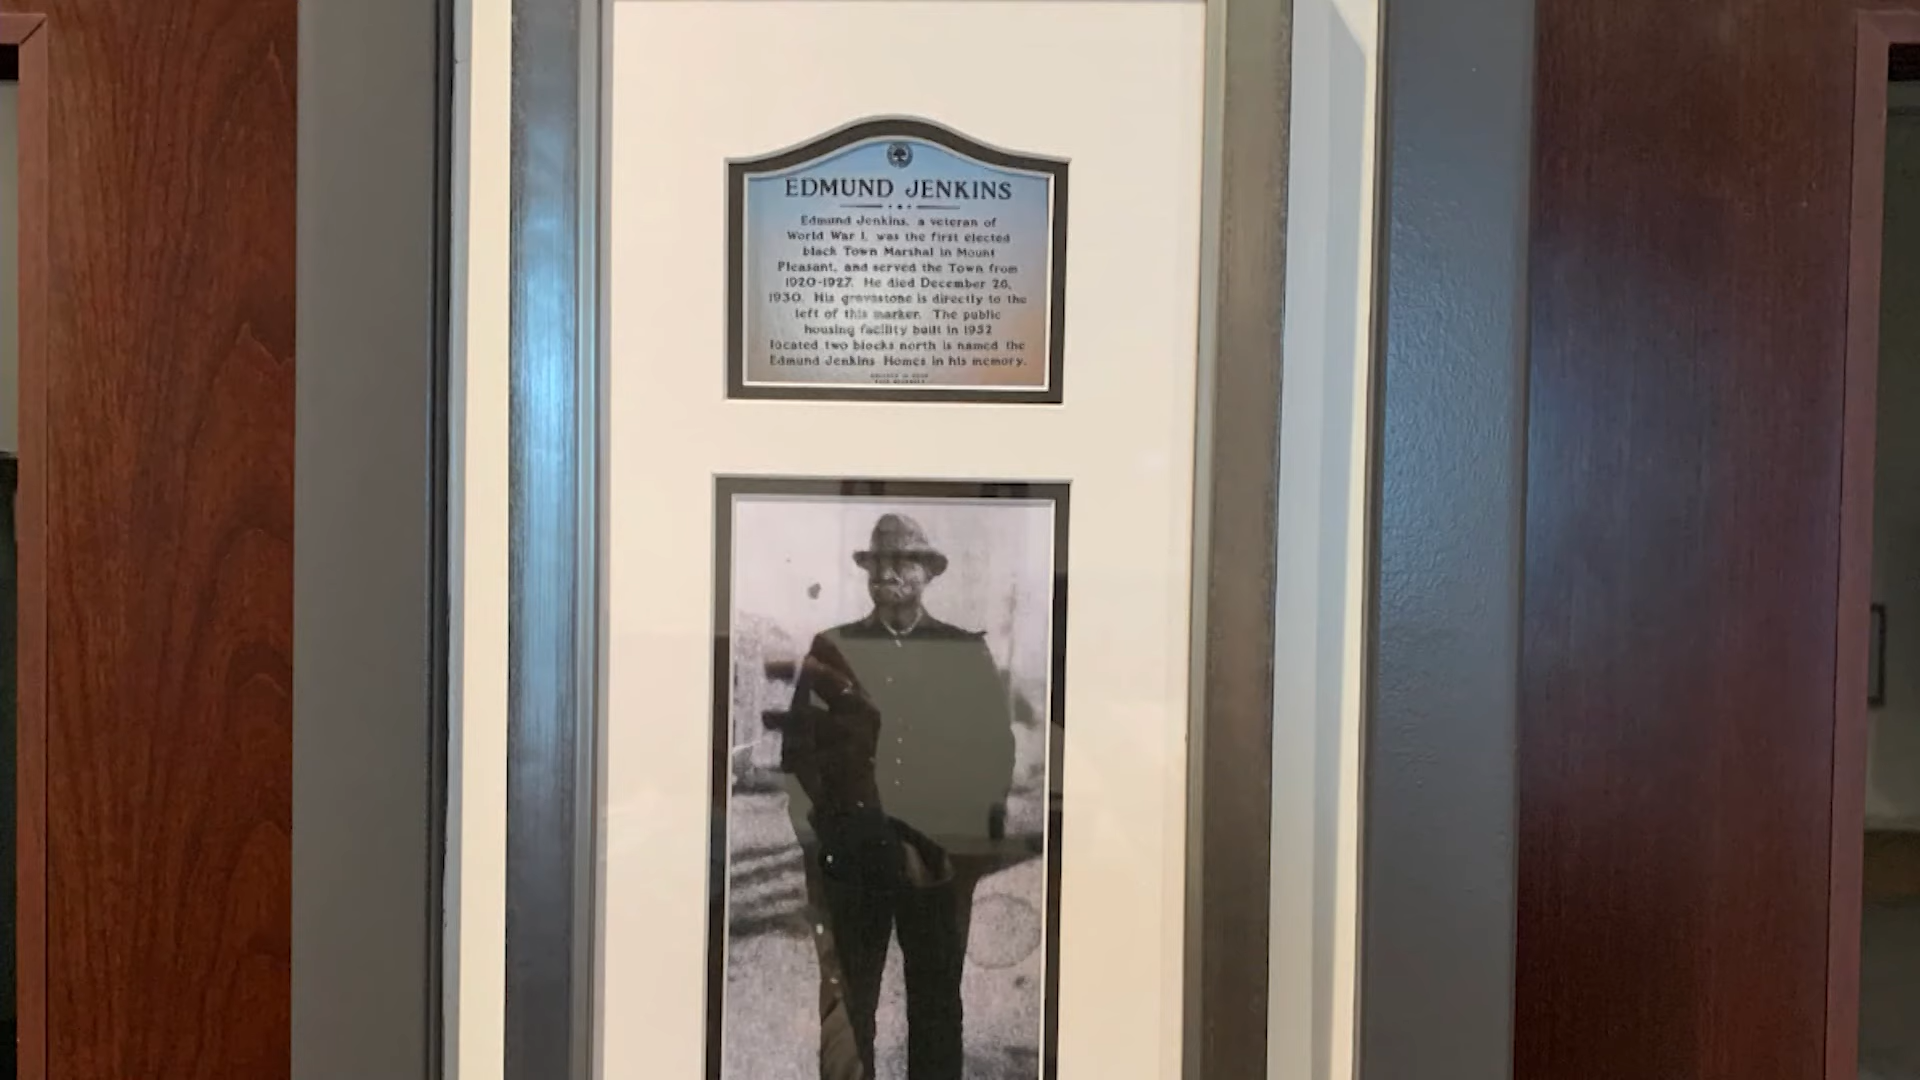 EDMUND JENKINS
Edmund Jenkins, a veteran of
World War I, was the first elected
black Town Marshal in Mount
Pleasant, and served the Town from
1920-1927. He died December 26,
1930. His gravestone is directly to the
left of this marker. The public
housing facility built in 1952
located two blocks north is named the
Edmund Jenkins Homes in his memory.